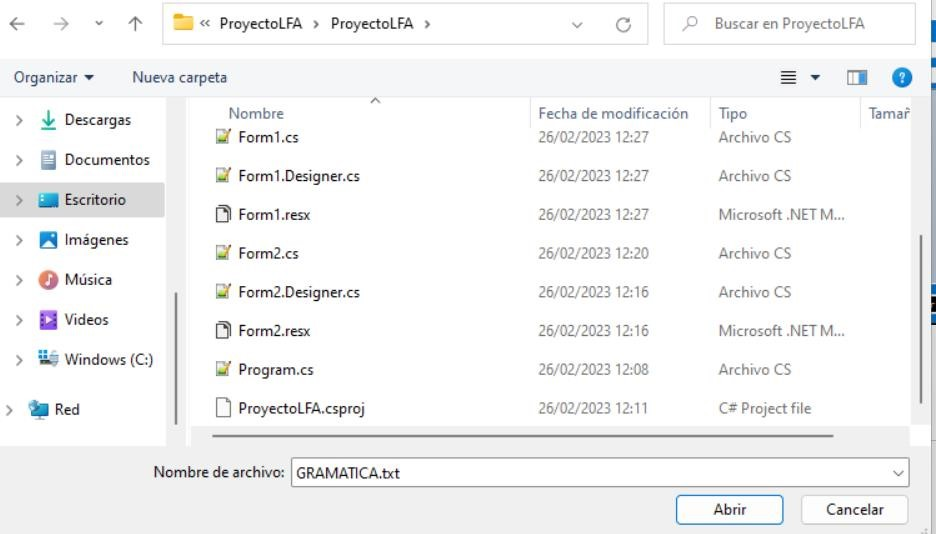 « ProyectoLFA > ProyectoLFA >
Buscar en ProyectoLFA
Organizar Nueva carpeta
?
Descargas
Documentos
Escritorio
Imágenes
Música
Videos
Windows (C:)
Red
Nombre Fecha de modificación Tipo Tamañ
Form1.cs 26/02/2023 12:27 Archivo CS
Form1.Designer.cs 26/02/2023 12:27 Archivo CS
Form1.resx 26/02/2023 12:27 Microsoft .NET M...
Form2.cs 26/02/2023 12:20 Archivo CS
Form2.Designer.cs 26/02/2023 12:16 Archivo CS
Form2.resx 26/02/2023 12:16 Microsoft .NET M...
Program.cs 26/02/2023 12:08 Archivo CS
ProyectoLFA.csproj 26/02/2023 12:11 C# Project file
Nombre de archivo: GRAMATICA.txt
Abrir Cancelar